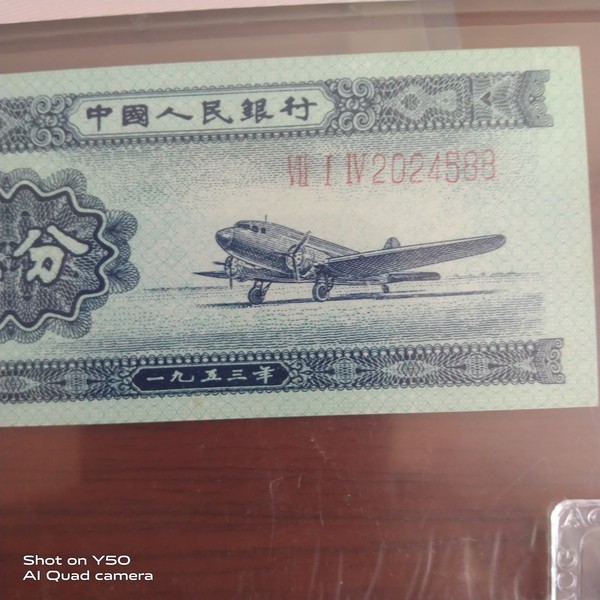 中國人民銀行
Ⅶ Ⅰ Ⅳ 2024588
分
一九五三年
Shot on Y50
AI Quad camera